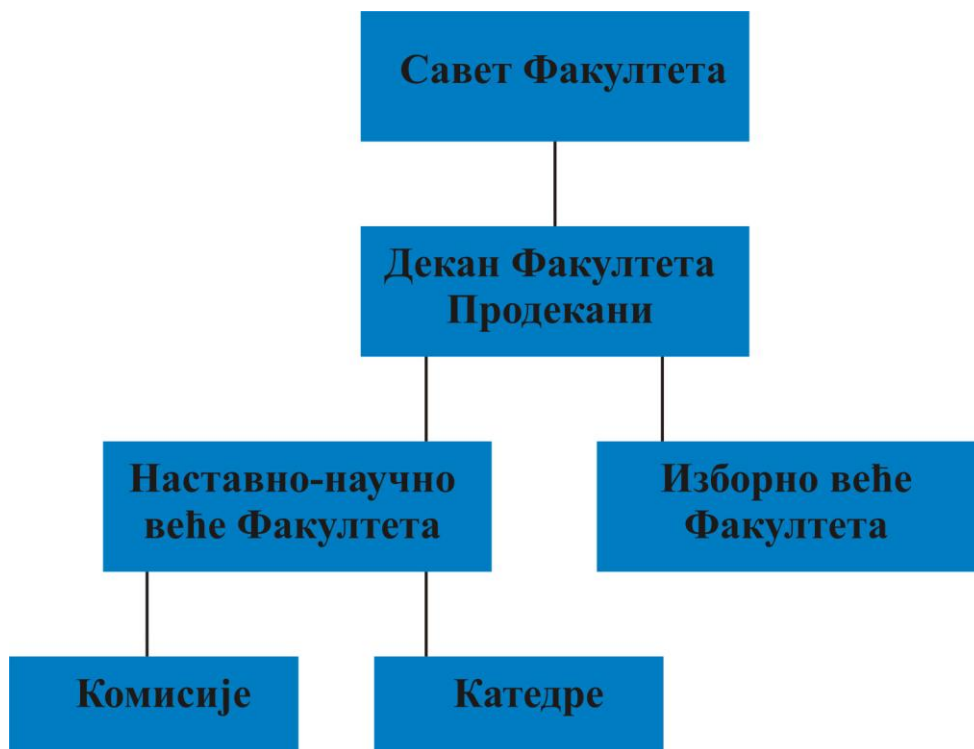 Савет Факултета
Декан Факултета
Продекани
Наставно-научно
веће Факултета
Изборно веће
Факултета
Комисије
Катедре